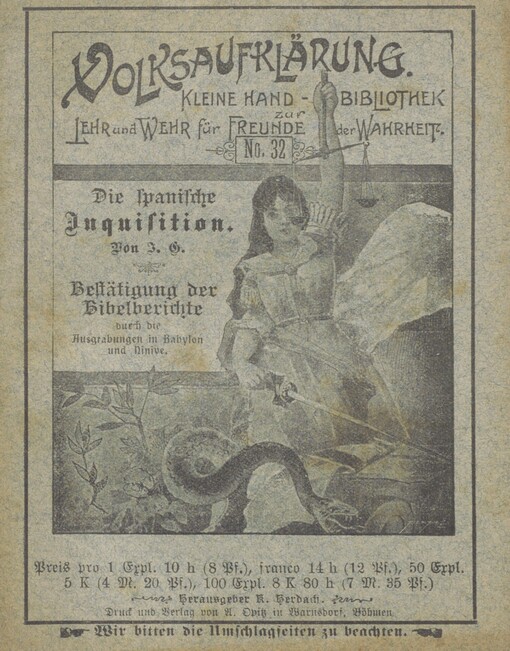 VOLKSAUFKLÄRUNG.
KLEINE HAND-BIBLIOTHEK
zur
LEHR und WEHR für FREUNDE der WAHRHEIT.
No. 32
Die ſpaniſche
Inquiſition.
Von J. G.
Beſtätigung der
Bibelberichte
durch die
Ausgrabungen in Babylon
und Ninive.
Preis pro 1 Expl. 10 h (8 Pf.), franco 14 h (12 Pf.), 50 Expl.
5 K (4 M. 20 Pf.), 100 Expl. 8 K 80 h (7 M. 35 Pf.)
Herausgeber K. Herdach.
Druck und Verlag von A. Opitz in Warnsdorf, Böhmen.
Wir bitten die Umſchlagſeiten zu beachten.